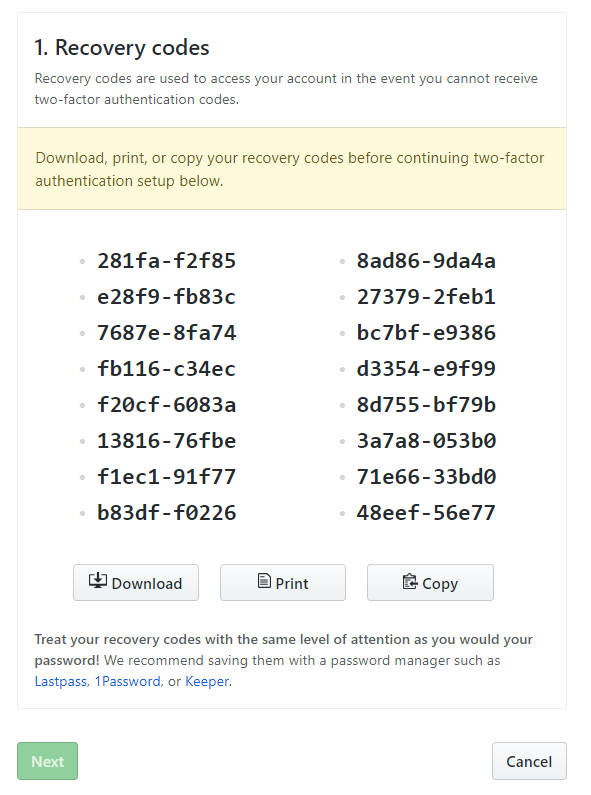 1. Recovery codes
Recovery codes are used to access your account in the event you cannot receive
two-factor authentication codes.
Download, print, or copy your recovery codes before continuing two-factor
authentication setup below.
281fa-f2f85 8ad86-9da4a
e28f9-fb83c 27379-2feb1
7687e-8fa74 bc7bf-e9386
fb116-c34ec d3354-e9f99
f20cf-6083a 8d755-bf79b
13816-76fbe 3a7a8-053b0
f1ec1-91f77 71e66-33bd0
b83df-f0226 48eef-56e77
Download Print Copy
Treat your recovery codes with the same level of attention as you would your
password! We recommend saving them with a password manager such as
Lastpass, 1Password, or Keeper.
Next Cancel